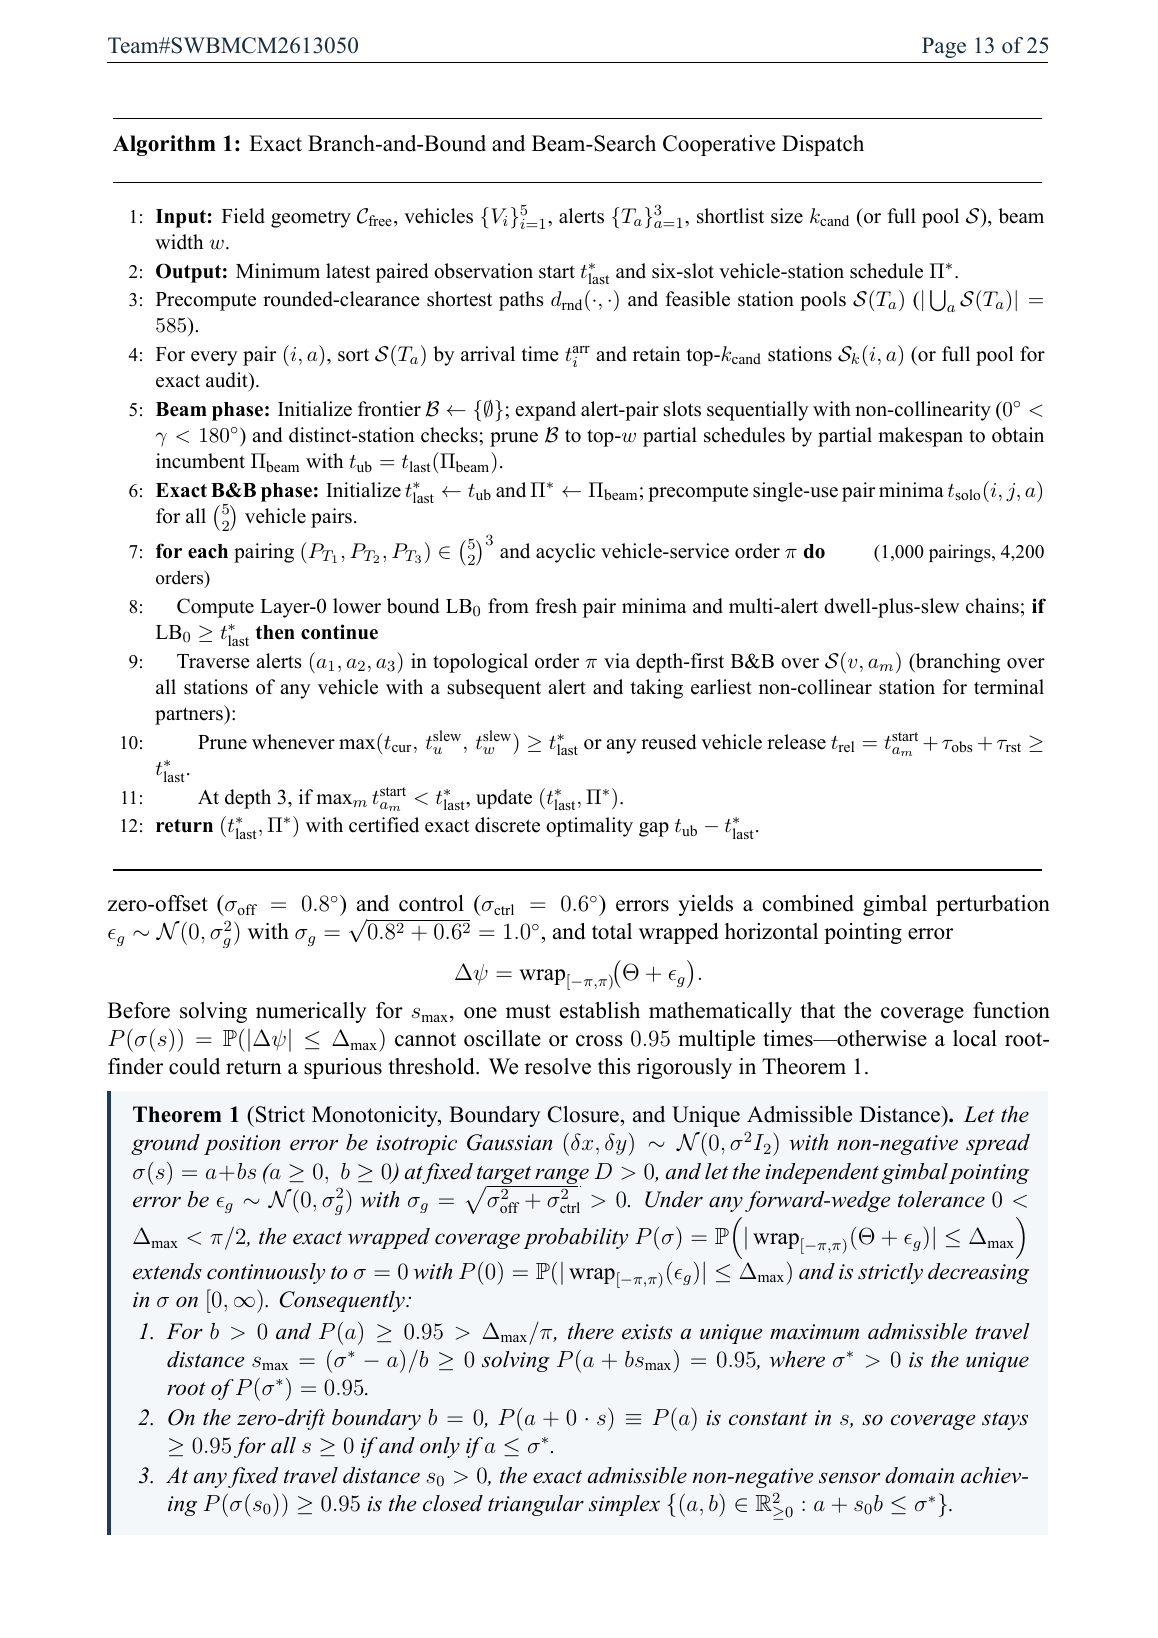 Team#SWBMCM2613050 Page 13 of 25
Algorithm 1: Exact Branch-and-Bound and Beam-Search Cooperative Dispatch
1: Input: Field geometry 𝒞_free, vehicles {V_i}_{i=1}^5, alerts {T_a}_{a=1}^3, shortlist size k_cand (or full pool 𝒮), beam
width w.
2: Output: Minimum latest paired observation start t*_last and six-slot vehicle-station schedule Π*.
3: Precompute rounded-clearance shortest paths d_rnd(·, ·) and feasible station pools 𝒮(T_a) (|⋃_a 𝒮(T_a)| =
585).
4: For every pair (i, a), sort 𝒮(T_a) by arrival time t_i^arr and retain top-k_cand stations 𝒮_k(i, a) (or full pool for
exact audit).
5: Beam phase: Initialize frontier ℬ ← {∅}; expand alert-pair slots sequentially with non-collinearity (0° <
γ < 180°) and distinct-station checks; prune ℬ to top-w partial schedules by partial makespan to obtain
incumbent Π_beam with t_ub = t_last(Π_beam).
6: Exact B&B phase: Initialize t*_last ← t_ub and Π* ← Π_beam; precompute single-use pair minima t_solo(i, j, a)
for all (5 2) vehicle pairs.
7: for each pairing (P_{T_1}, P_{T_2}, P_{T_3}) ∈ (5 2)^3 and acyclic vehicle-service order π do (1,000 pairings, 4,200
orders)
8: Compute Layer-0 lower bound LB_0 from fresh pair minima and multi-alert dwell-plus-slew chains; if
LB_0 ≥ t*_last then continue
9: Traverse alerts (a_1, a_2, a_3) in topological order π via depth-first B&B over 𝒮(v, a_m) (branching over
all stations of any vehicle with a subsequent alert and taking earliest non-collinear station for terminal
partners):
10: Prune whenever max(t_cur, t_u^slew, t_w^slew) ≥ t*_last or any reused vehicle release t_rel = t_{a_m}^start + τ_obs + τ_rst ≥
t*_last.
11: At depth 3, if max_m t_{a_m}^start < t*_last, update (t*_last, Π*).
12: return (t*_last, Π*) with certified exact discrete optimality gap t_ub − t*_last.
zero-offset (σ_off = 0.8°) and control (σ_ctrl = 0.6°) errors yields a combined gimbal perturbation
ϵ_g ∼ 𝒩(0, σ_g^2) with σ_g = √(0.8² + 0.6²) = 1.0°, and total wrapped horizontal pointing error
Δψ = wrap_{[−π,π)}(Θ + ϵ_g).
Before solving numerically for s_max, one must establish mathematically that the coverage function
P(σ(s)) = ℙ(|Δψ| ≤ Δ_max) cannot oscillate or cross 0.95 multiple times—otherwise a local root-
finder could return a spurious threshold. We resolve this rigorously in Theorem 1.
Theorem 1 (Strict Monotonicity, Boundary Closure, and Unique Admissible Distance). Let the
ground position error be isotropic Gaussian (δx, δy) ∼ 𝒩(0, σ²I_2) with non-negative spread
σ(s) = a+bs (a ≥ 0, b ≥ 0) at fixed target range D > 0, and let the independent gimbal pointing
error be ϵ_g ∼ 𝒩(0, σ_g^2) with σ_g = √(σ_off^2 + σ_ctrl^2) > 0. Under any forward-wedge tolerance 0 <
Δ_max < π/2, the exact wrapped coverage probability P(σ) = ℙ(| wrap_{[−π,π)}(Θ + ϵ_g)| ≤ Δ_max)
extends continuously to σ = 0 with P(0) = ℙ(| wrap_{[−π,π)}(ϵ_g)| ≤ Δ_max) and is strictly decreasing
in σ on [0, ∞). Consequently:
1. For b > 0 and P(a) ≥ 0.95 > Δ_max/π, there exists a unique maximum admissible travel
distance s_max = (σ* − a)/b ≥ 0 solving P(a + bs_max) = 0.95, where σ* > 0 is the unique
root of P(σ*) = 0.95.
2. On the zero-drift boundary b = 0, P(a + 0 · s) ≡ P(a) is constant in s, so coverage stays
≥ 0.95 for all s ≥ 0 if and only if a ≤ σ*.
3. At any fixed travel distance s_0 > 0, the exact admissible non-negative sensor domain achiev-
ing P(σ(s_0)) ≥ 0.95 is the closed triangular simplex {(a, b) ∈ ℝ²_{≥0} : a + s_0b ≤ σ*}.